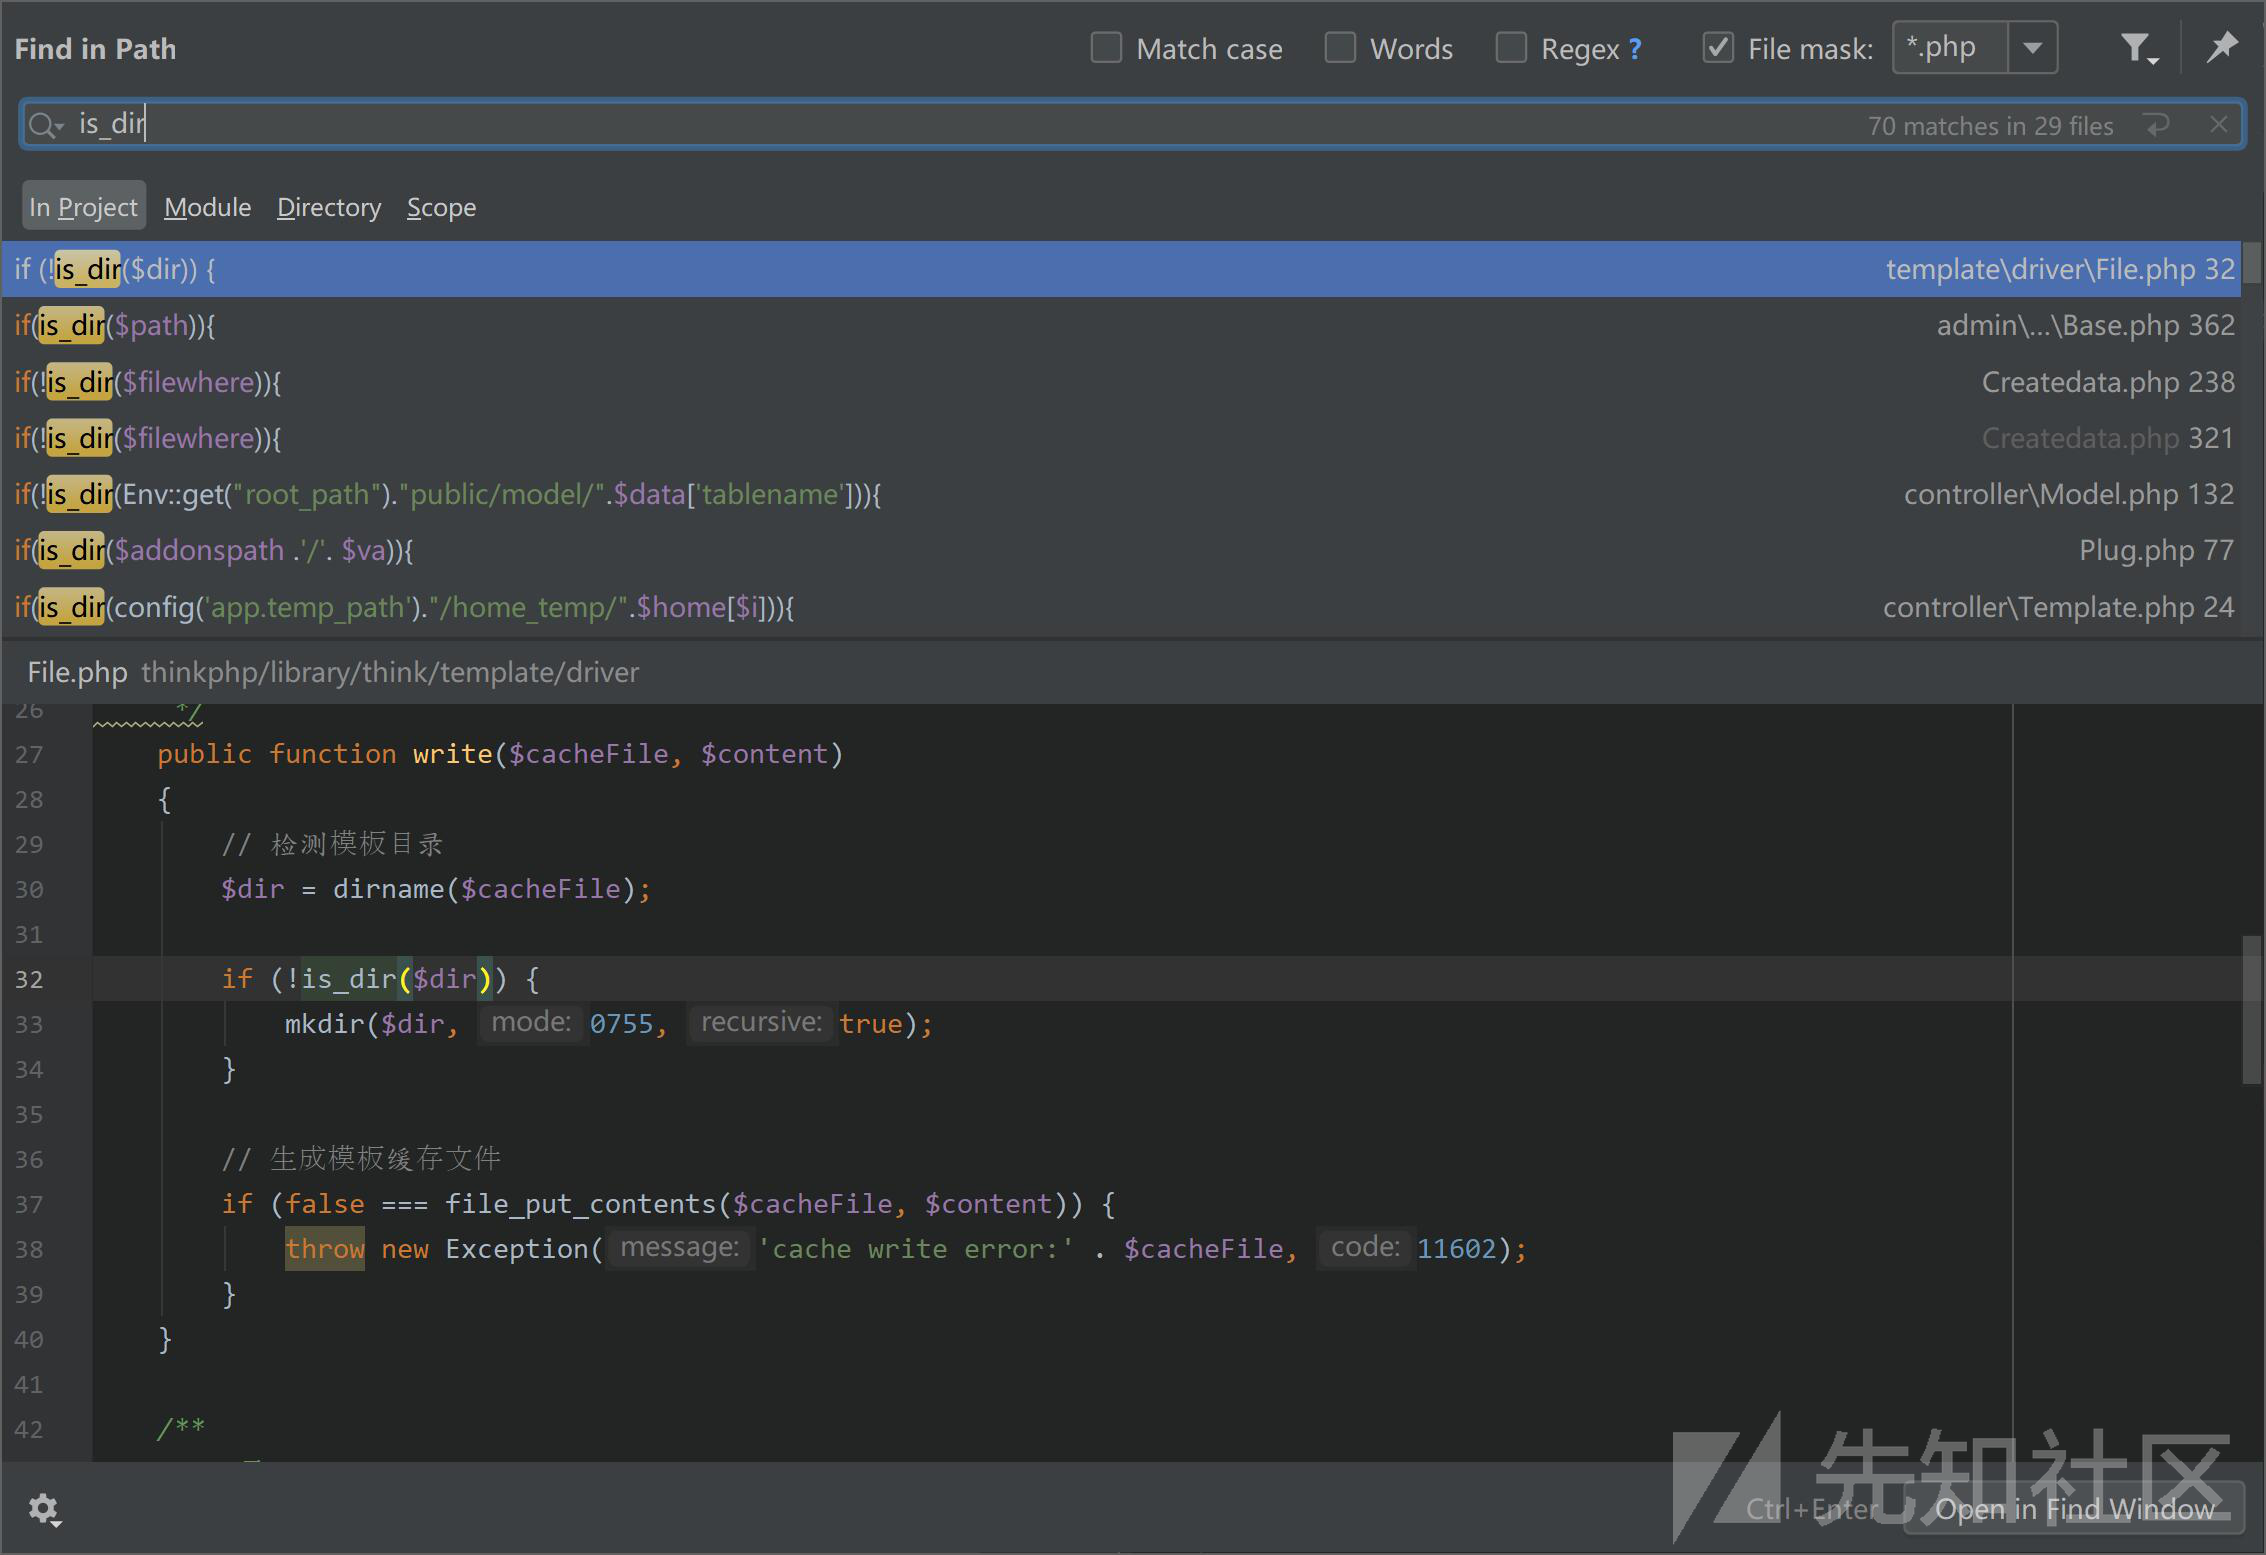 Find in Path Match case Words Regex ? File mask: *.php
is_dir 70 matches in 29 files
In Project Module Directory Scope
if (!is_dir($dir)) { template\driver\File.php 32
if(is_dir($path)){ admin\...\Base.php 362
if(!is_dir($filewhere)){ Createdata.php 238
if(!is_dir($filewhere)){ Createdata.php 321
if(!is_dir(Env::get("root_path")."public/model/".$data['tablename'])){ controller\Model.php 132
if(is_dir($addonspath .'/'. $va)){ Plug.php 77
if(is_dir(config('app.temp_path')."/home_temp/".$home[$i])){ controller\Template.php 24
File.php thinkphp/library/think/template/driver
26 */
27 public function write($cacheFile, $content)
28 {
29 // 检测模板目录
30 $dir = dirname($cacheFile);
31
32 if (!is_dir($dir)) {
33 mkdir($dir, mode: 0755, recursive: true);
34 }
35
36 // 生成模板缓存文件
37 if (false === file_put_contents($cacheFile, $content)) {
38 throw new Exception( message: 'cache write error:' . $cacheFile, code: 11602);
39 }
40 }
41
42 /**
先知社区
Ctrl+Enter Open in Find Window